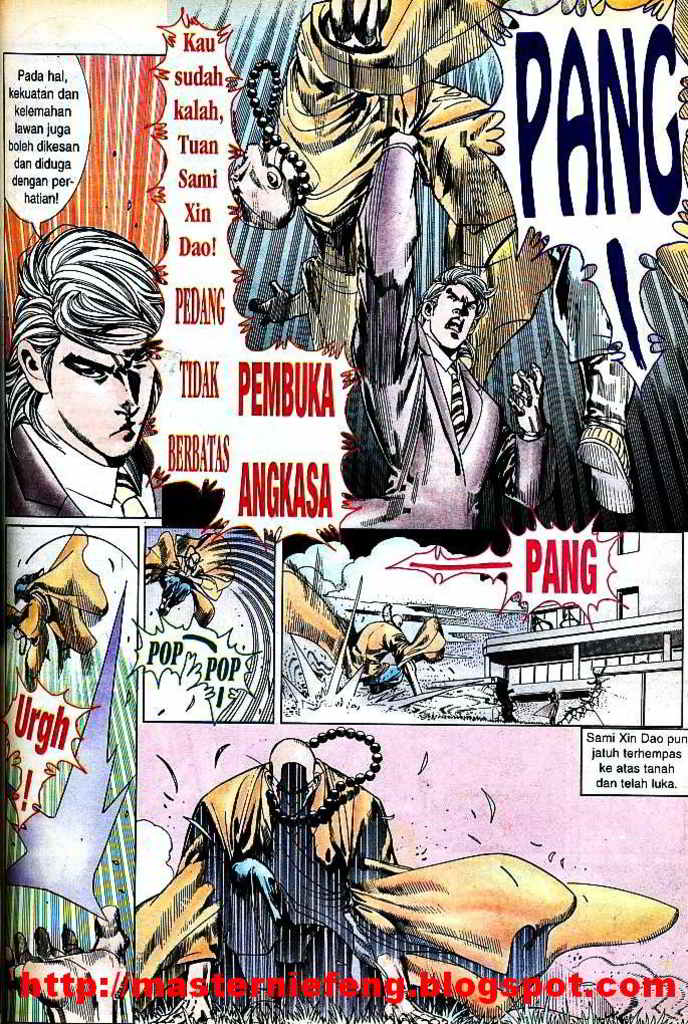 Pada hal,
kekuatan dan
kelemahan
lawan juga
boleh dikesan
dan diduga
dengan per-
hatian!
Kau
sudah
kalah,
Tuan
Sami
Xin
Dao!
PEDANG
TIDAK
BERBATAS
PEMBUKA
ANGKASA
PANG
!
Urgh
!
POP
POP
!
PANG
Sami Xin Dao pun
jatuh terhempas
ke atas tanah
dan telah luka.
http://masterniefeng.blogspot.com